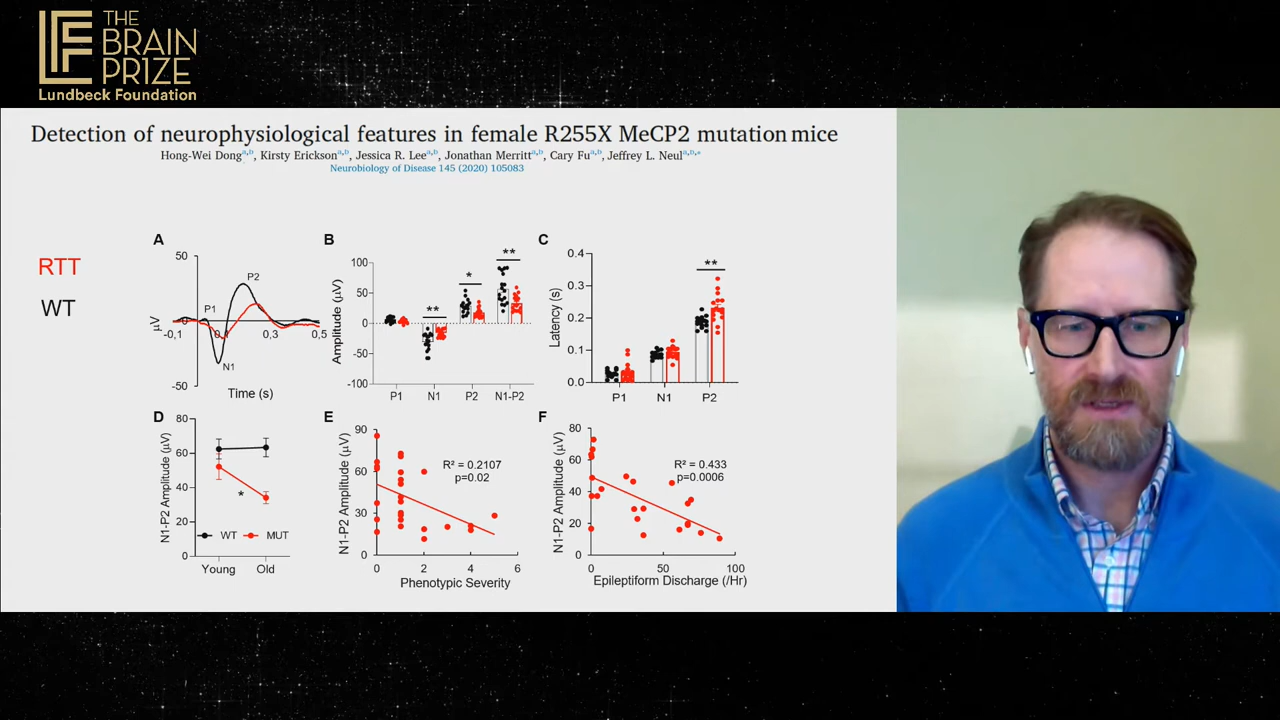 THE
BRAIN
PRIZE
Lundbeck Foundation
Detection of neurophysiological features in female R255X MeCP2 mutation mice
Hong-Wei Dong a,b, Kirsty Erickson a,b, Jessica R. Lee a,b, Jonathan Merritt a,b, Cary Fu a,b, Jeffrey L. Neul a,b,*
Neurobiology of Disease 145 (2020) 105083
RTT
WT
A
50
µV
-50
-0,1
0,1
0,3
0,5
P1
P2
N1
Time (s)
B
Amplitude (µV)
100
50
0
-50
-100
**
*
**
P1
N1
P2
N1-P2
C
Latency (s)
0.4
0.3
0.2
0.1
0.0
**
P1
N1
P2
D
N1-P2 Amplitude (µV)
80
60
40
20
0
*
WT
MUT
Young
Old
E
N1-P2 Amplitude (µV)
90
60
30
0
R² = 0.2107
p=0.02
0
2
4
6
Phenotypic Severity
F
N1-P2 Amplitude (µV)
80
60
40
20
0
R² = 0.433
p=0.0006
0
50
100
Epileptiform Discharge (/Hr)